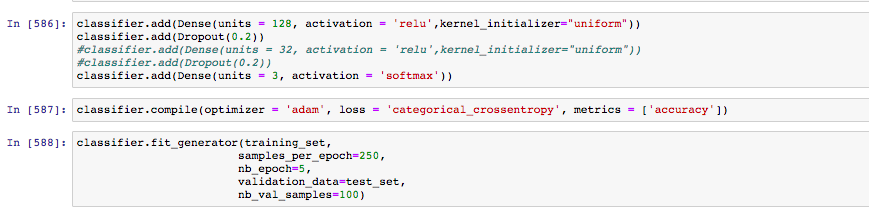 In [586]: classifier.add(Dense(units = 128, activation = 'relu',kernel_initializer="uniform"))
classifier.add(Dropout(0.2))
#classifier.add(Dense(units = 32, activation = 'relu',kernel_initializer="uniform"))
#classifier.add(Dropout(0.2))
classifier.add(Dense(units = 3, activation = 'softmax'))
In [587]: classifier.compile(optimizer = 'adam', loss = 'categorical_crossentropy', metrics = ['accuracy'])
In [588]: classifier.fit_generator(training_set,
samples_per_epoch=250,
nb_epoch=5,
validation_data=test_set,
nb_val_samples=100)